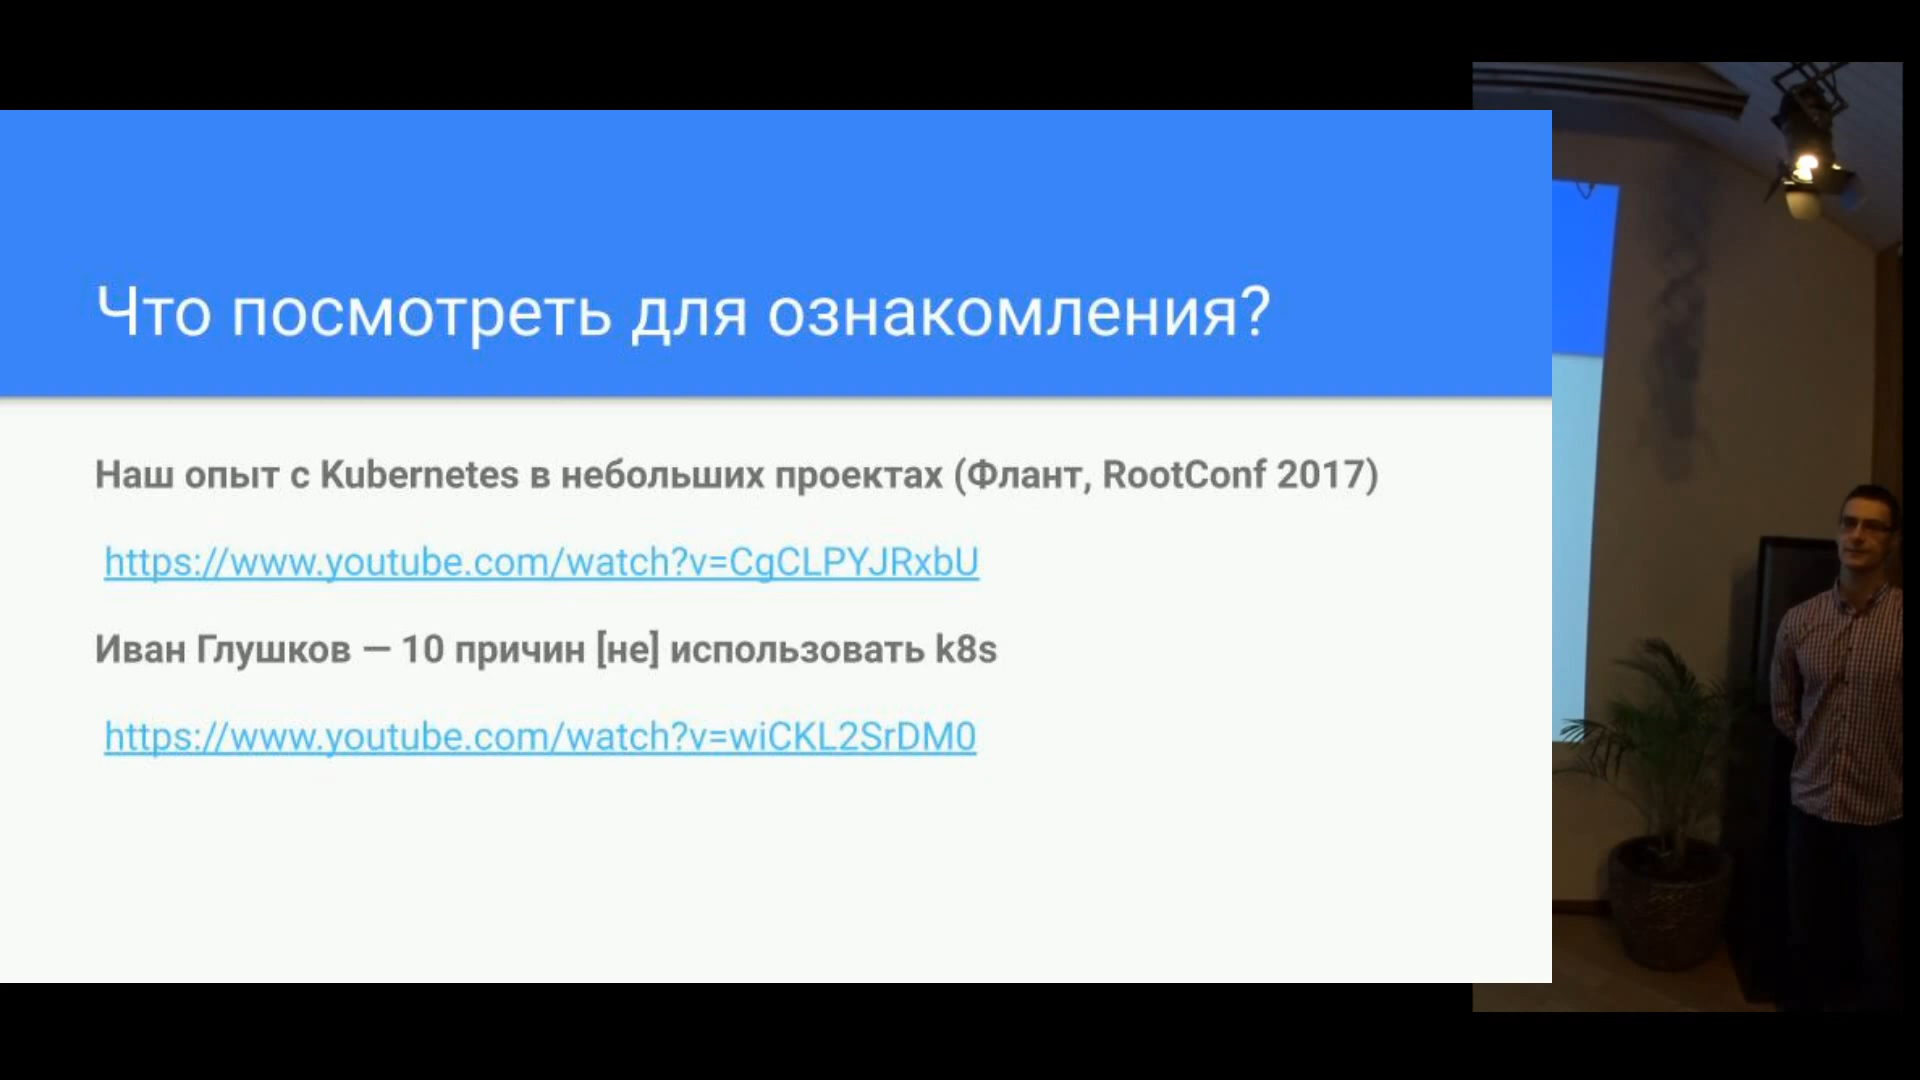 Что посмотреть для ознакомления?
Наш опыт с Kubernetes в небольших проектах (Флант, RootConf 2017)
https://www.youtube.com/watch?v=CgCLPYJRxbU
Иван Глушков — 10 причин [не] использовать k8s
https://www.youtube.com/watch?v=wiCKL2SrDM0